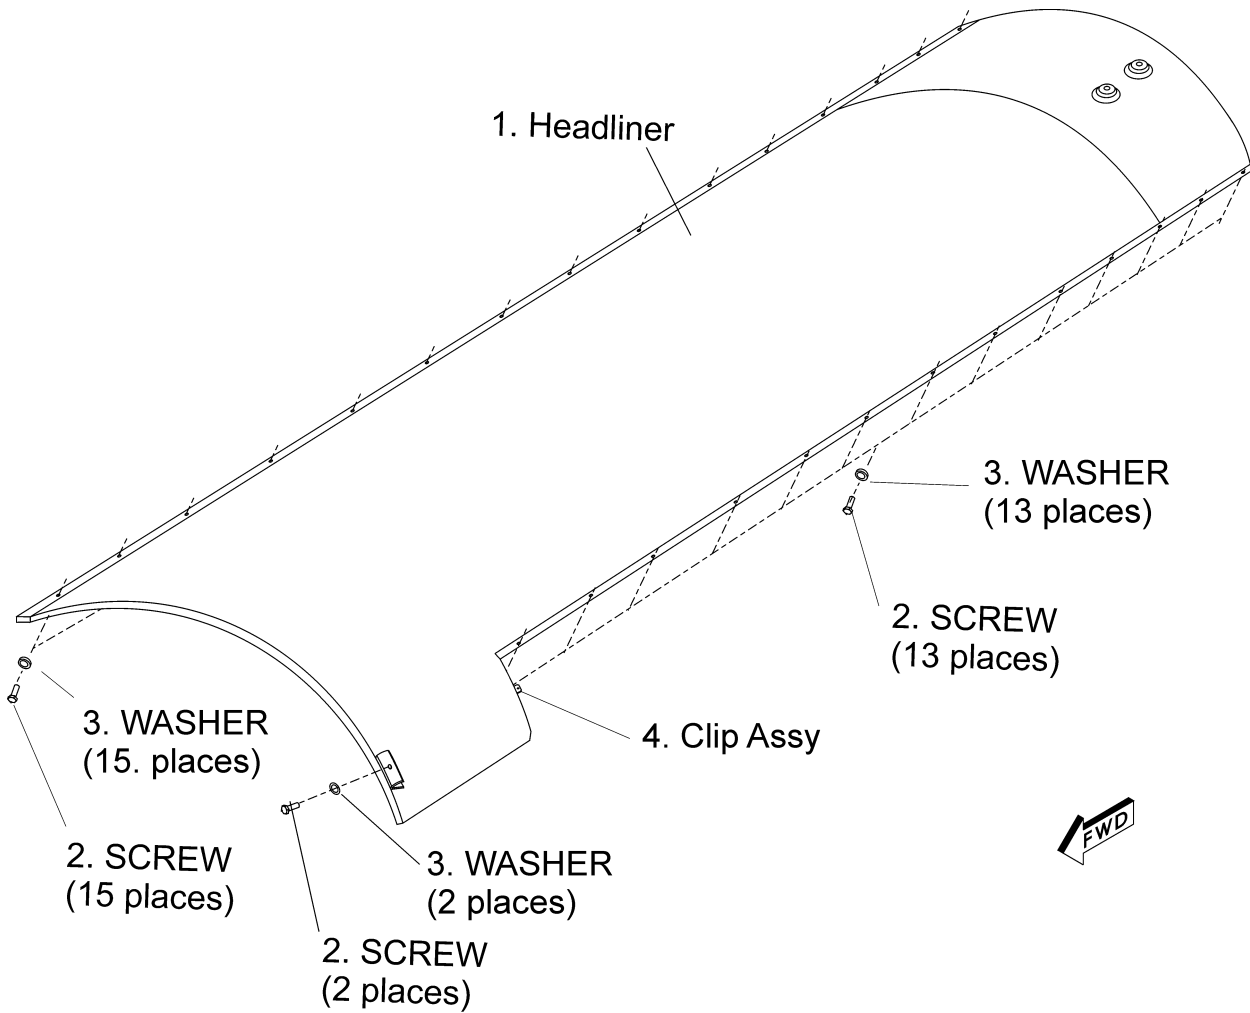 1. Headliner
3. WASHER
(13 places)
2. SCREW
(13 places)
3. WASHER
(15. places)
4. Clip Assy
FWD
2. SCREW
(15 places)
3. WASHER
(2 places)
2. SCREW
(2 places)